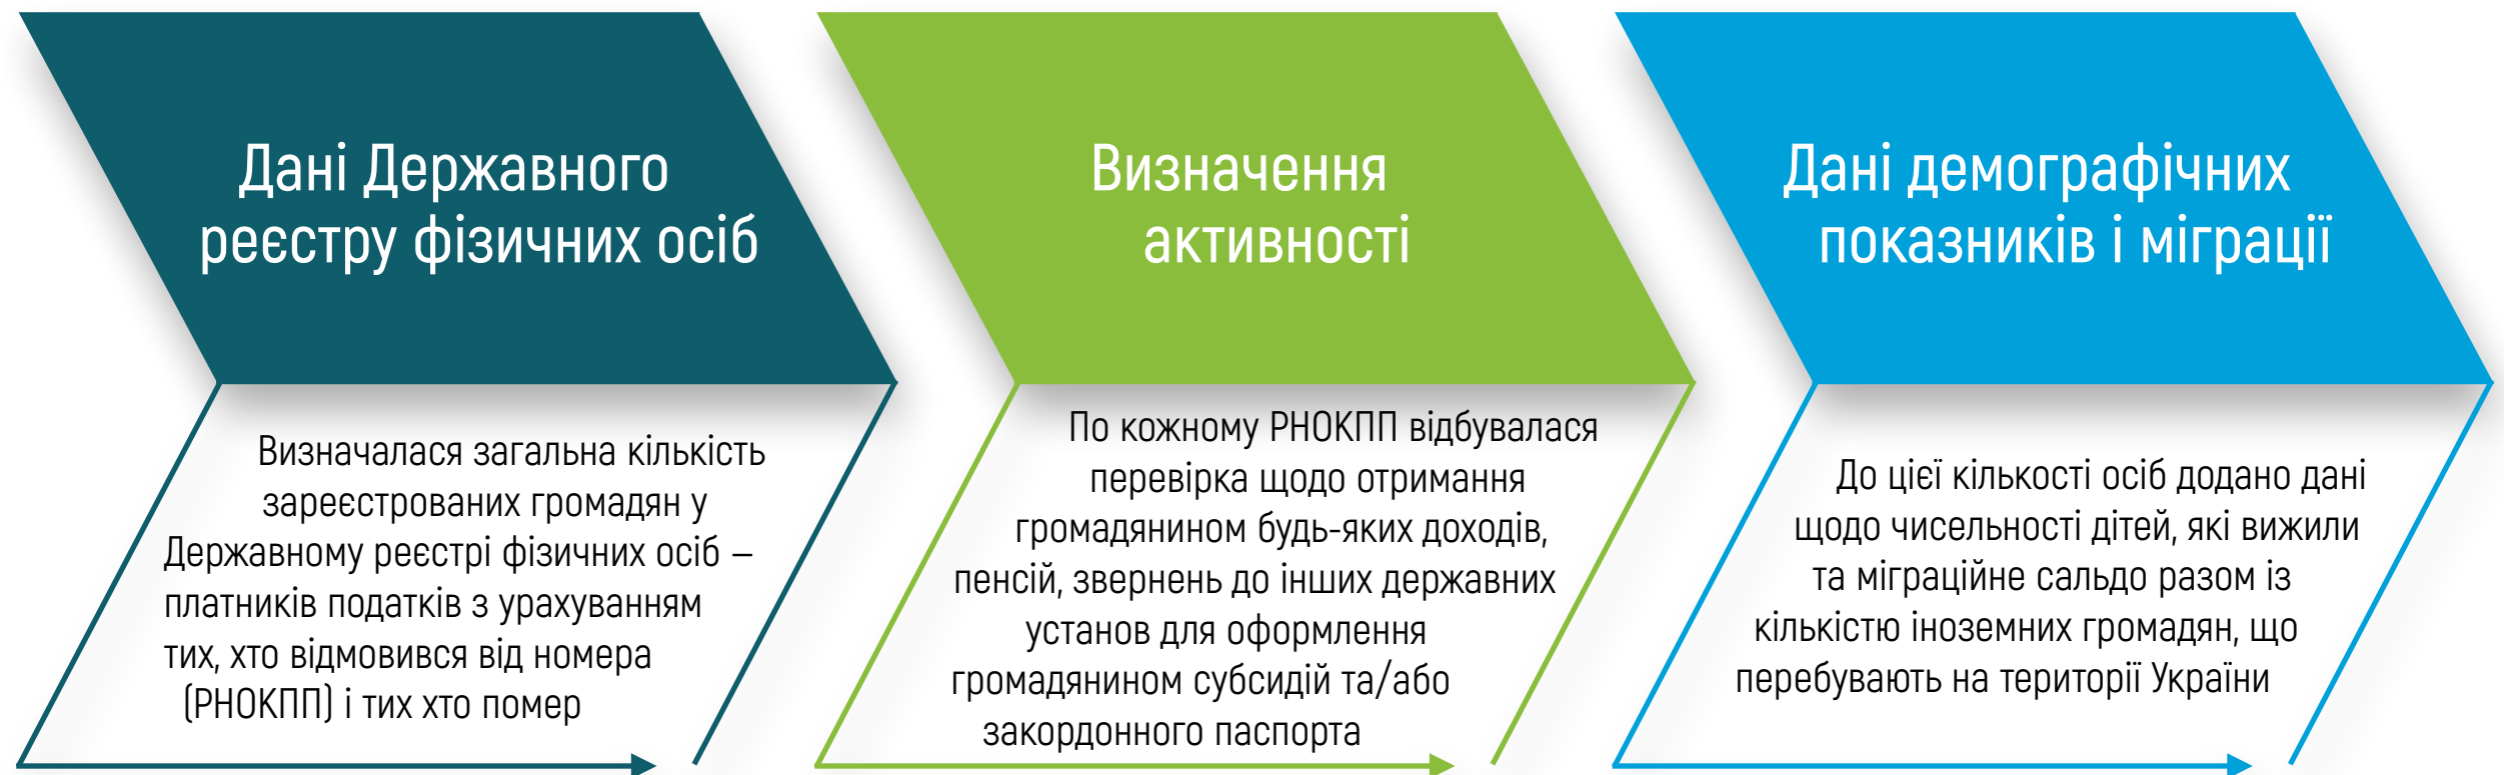 Дані Державного
реєстру фізичних осіб
Визначалася загальна кількість
зареєстрованих громадян у
Державному реєстрі фізичних осіб –
платників податків з урахуванням
тих, хто відмовився від номера
(РНОКПП) і тих хто помер
Визначення
активності
По кожному РНОКПП відбувалася
перевірка щодо отримання
громадянином будь-яких доходів,
пенсій, звернень до інших державних
установ для оформлення
громадянином субсидій та/або
закордонного паспорта
Дані демографічних
показників і міграції
До цієї кількості осіб додано дані
щодо чисельності дітей, які вижили
та міграційне сальдо разом із
кількістю іноземних громадян, що
перебувають на території України